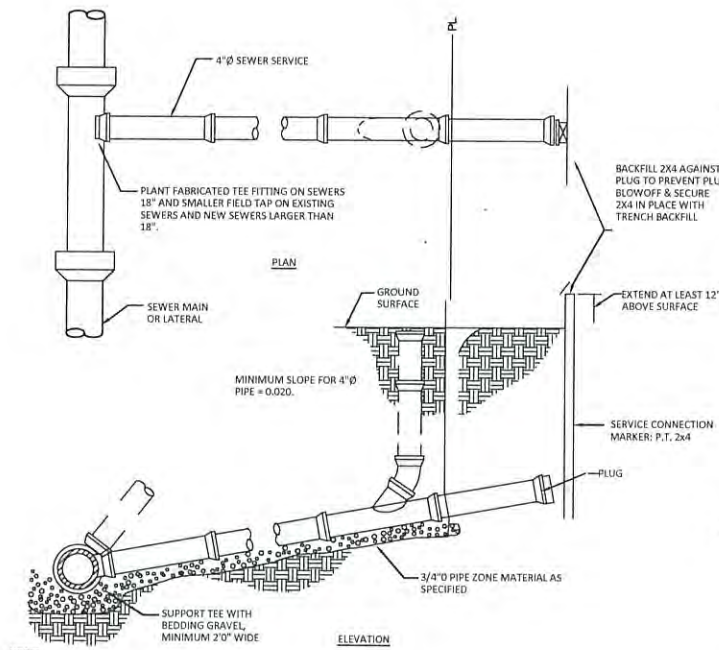 PL
4"Ø SEWER SERVICE
PLANT FABRICATED TEE FITTING ON SEWERS
18" AND SMALLER FIELD TAP ON EXISTING
SEWERS AND NEW SEWERS LARGER THAN
18".
BACKFILL 2X4 AGAINST
PLUG TO PREVENT PLU
BLOWOFF & SECURE
2X4 IN PLACE WITH
TRENCH BACKFILL
PLAN
SEWER MAIN
OR LATERAL
GROUND
SURFACE
EXTEND AT LEAST 12"
ABOVE SURFACE
MINIMUM SLOPE FOR 4"Ø
PIPE = 0.020.
SERVICE CONNECTION
MARKER: P.T. 2x4
PLUG
3/4"0 PIPE ZONE MATERIAL AS
SPECIFIED
SUPPORT TEE WITH
BEDDING GRAVEL,
MINIMUM 2'0" WIDE
ELEVATION